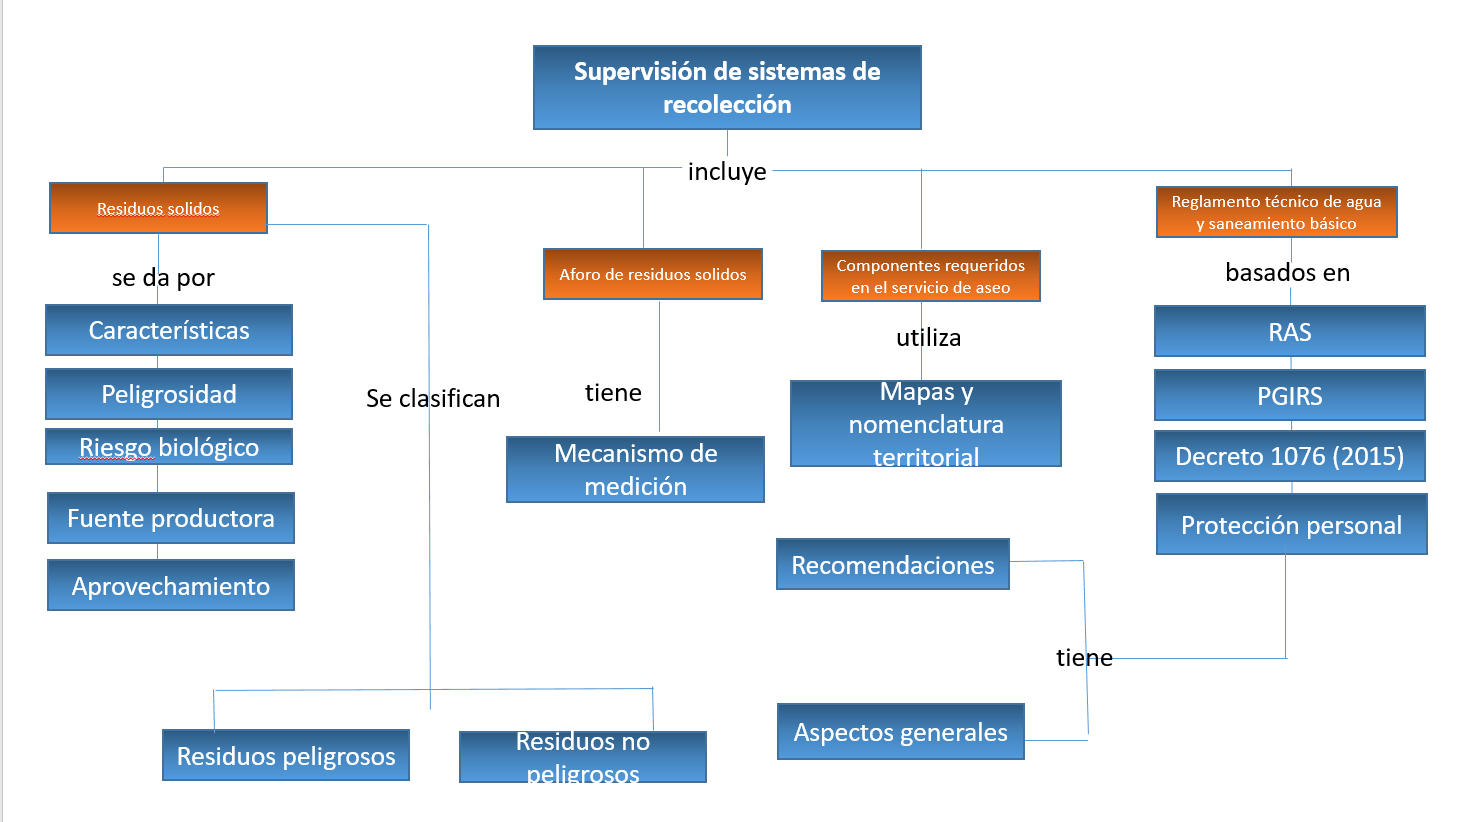 Supervisión de sistemas de
recolección
incluye
Residuos solidos
se da por
Características
Peligrosidad
Riesgo biológico
Fuente productora
Aprovechamiento
Se clasifican
Residuos peligrosos
Residuos no
peligrosos
Aforo de residuos solidos
tiene
Mecanismo de
medición
Componentes requeridos
en el servicio de aseo
utiliza
Mapas y
nomenclatura
territorial
Reglamento técnico de agua
y saneamiento básico
basados en
RAS
PGIRS
Decreto 1076 (2015)
Protección personal
tiene
Recomendaciones
Aspectos generales